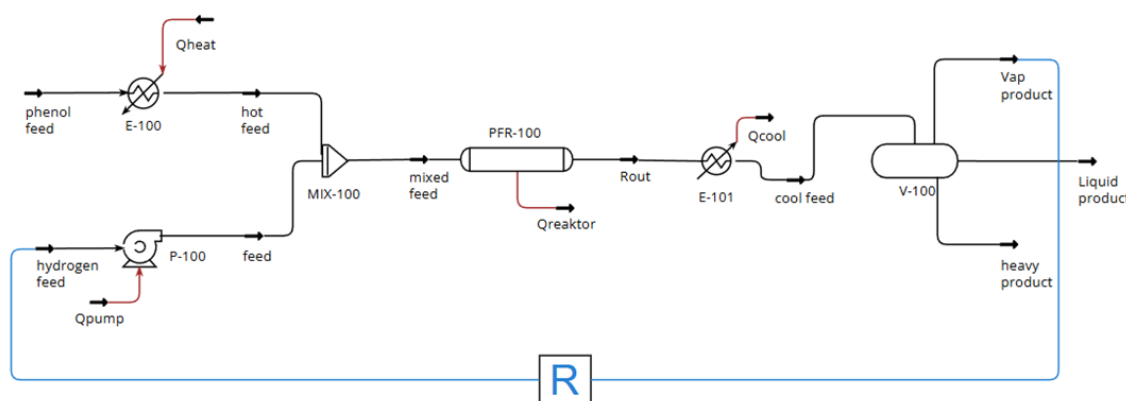 Qheat
phenol
feed
E-100
hot
feed
MIX-100
mixed
feed
PFR-100
Qreaktor
Rout
E-101
Qcool
cool feed
Vap
product
V-100
Liquid
product
heavy
product
hydrogen
feed
P-100
feed
Qpump
R